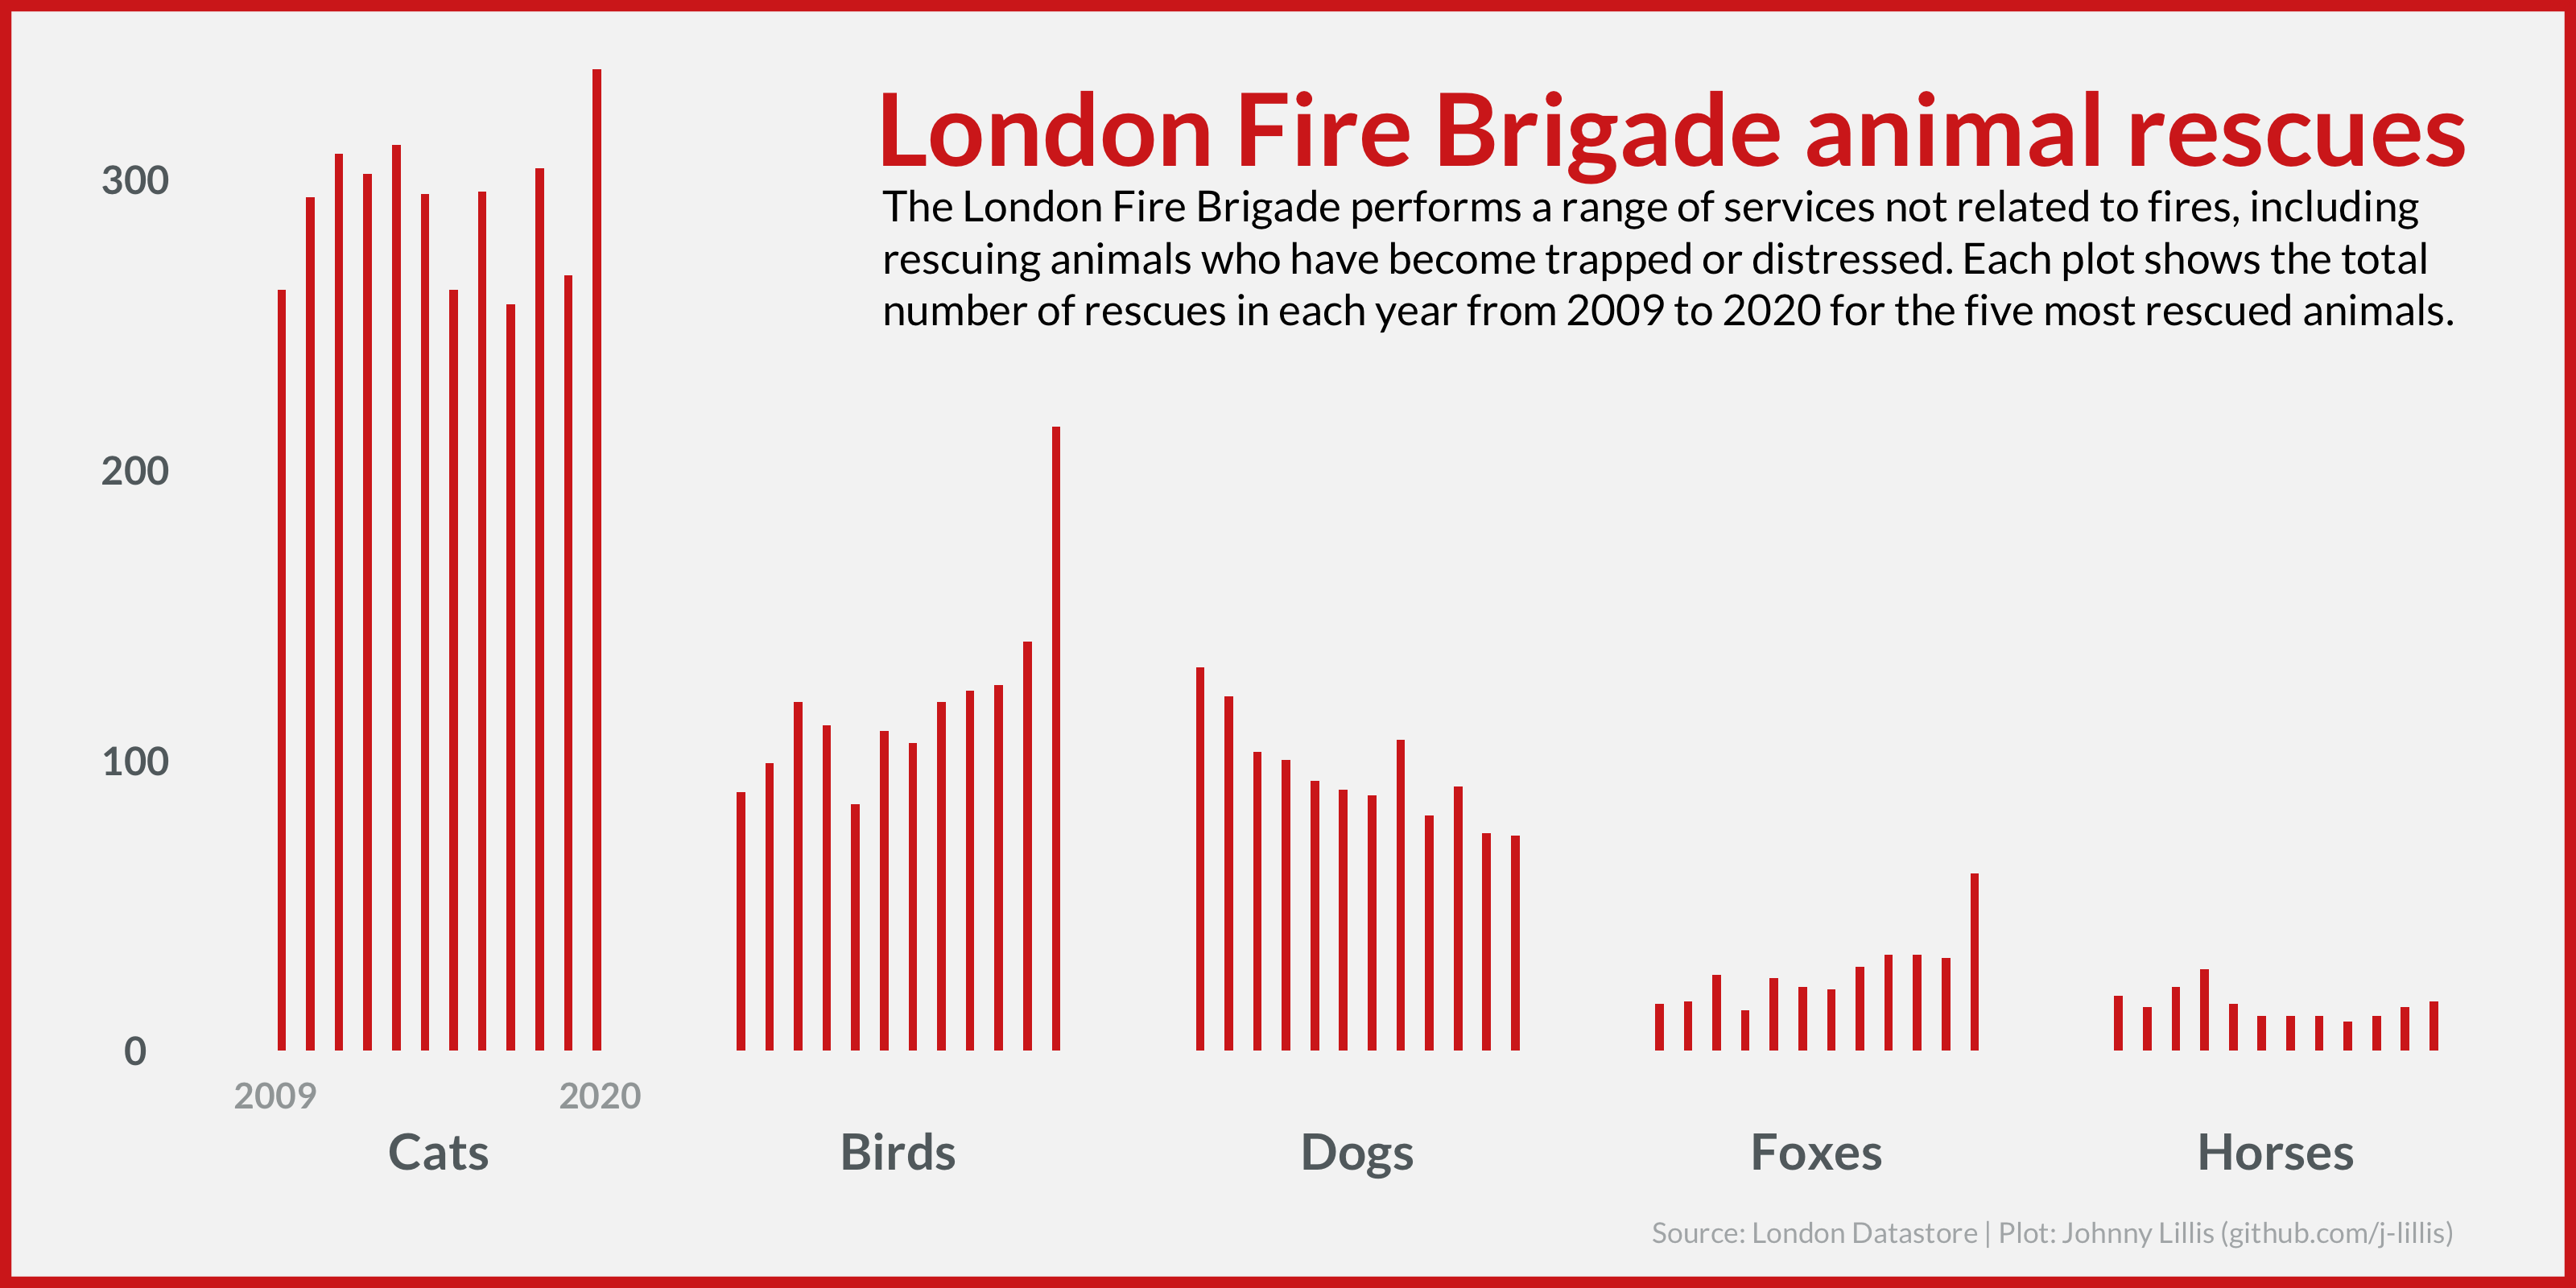 London Fire Brigade animal rescues
The London Fire Brigade performs a range of services not related to fires, including
rescuing animals who have become trapped or distressed. Each plot shows the total
number of rescues in each year from 2009 to 2020 for the five most rescued animals.
300
200
100
0
2009 2020
Cats Birds Dogs Foxes Horses
Source: London Datastore | Plot: Johnny Lillis (github.com/j-lillis)